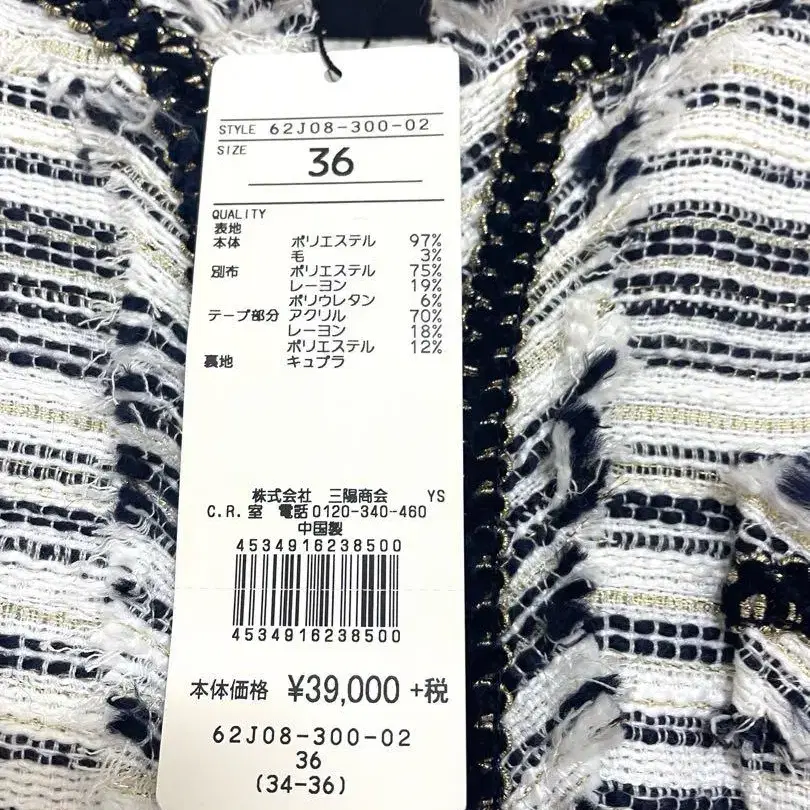 STYLE 62J08-300-02
SIZE 36
QUALITY
表地
本体 ポリエステル 97%
毛 3%
別布 ポリエステル 75%
レーヨン 19%
ポリウレタン 6%
テープ部分 アクリル 70%
レーヨン 18%
ポリエステル 12%
裏地 キュプラ
株式会社 三陽商会 YS
C.R.室 電話0120-340-460
中国製
4534916238500
4534916238500
本体価格 ¥39,000 +税
62J08-300-02
36
(34-36)